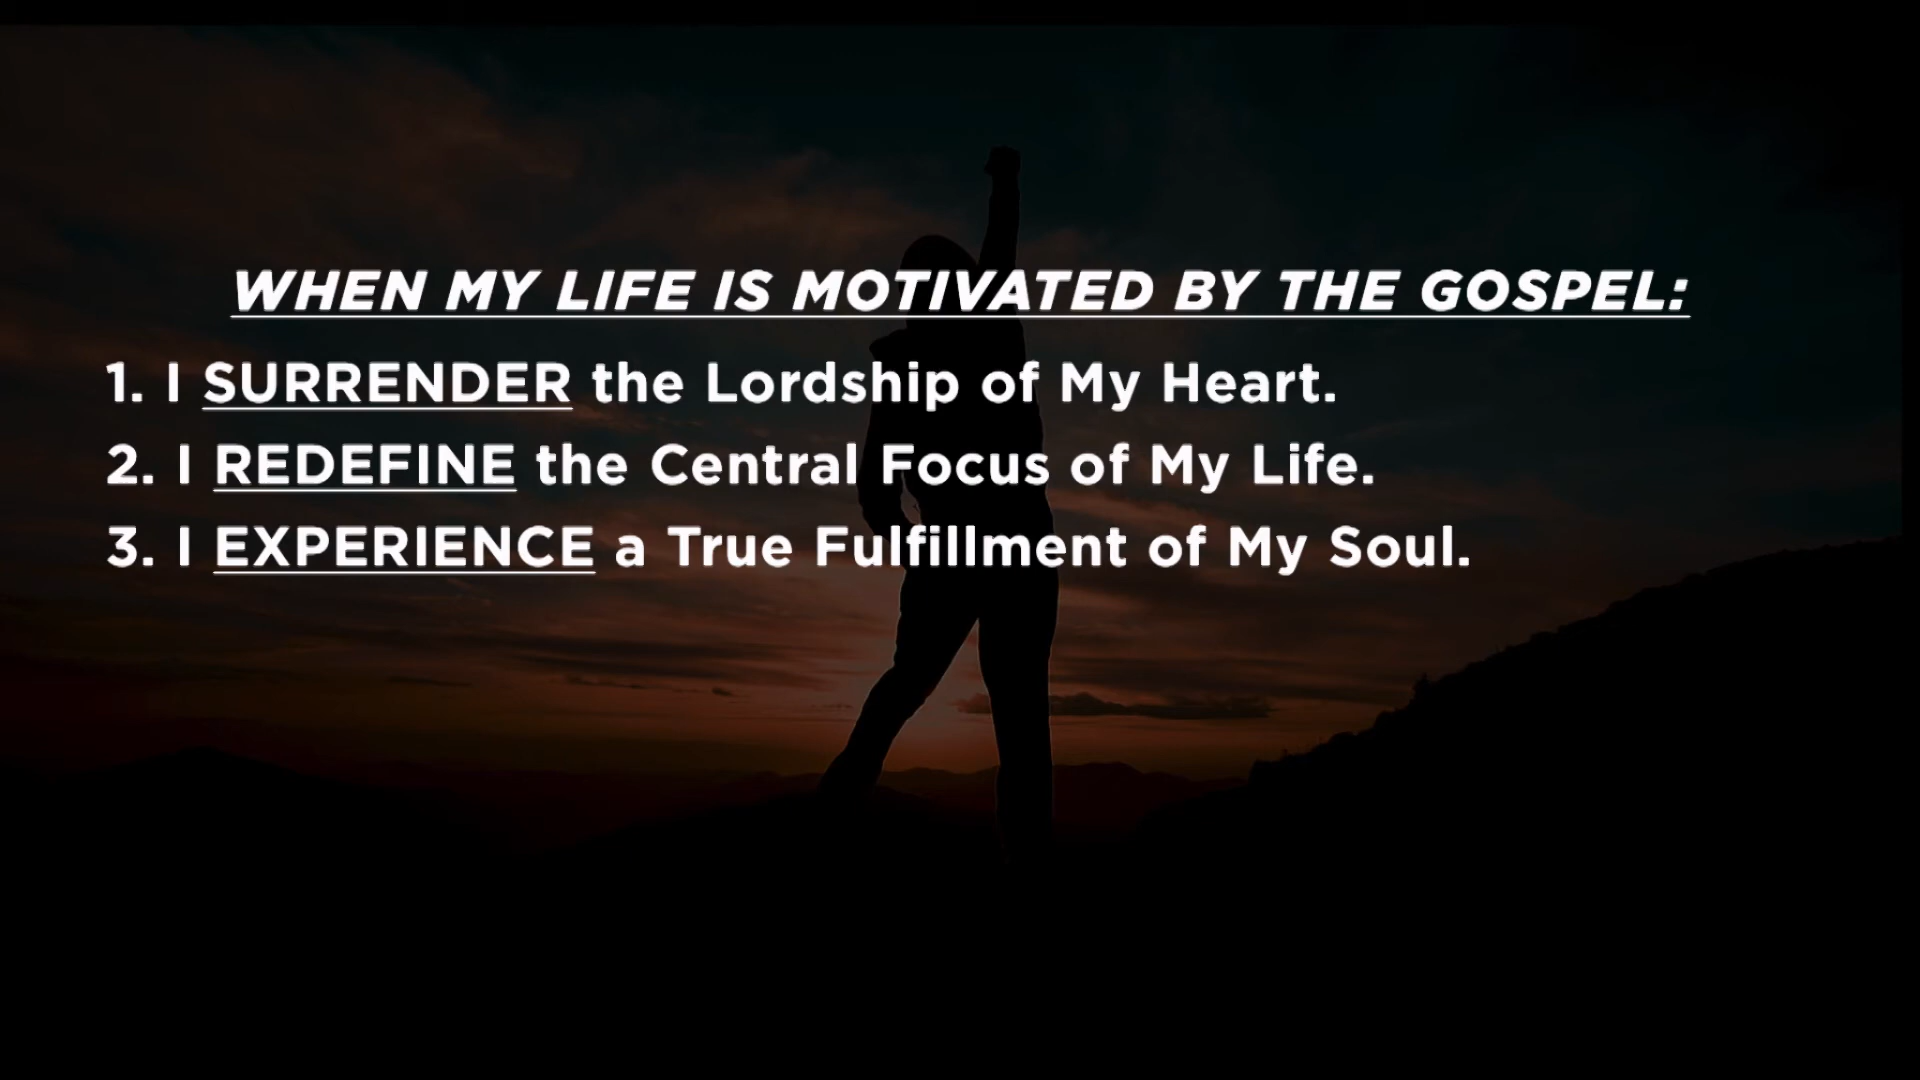 WHEN MY LIFE IS MOTIVATED BY THE GOSPEL:
1. I SURRENDER the Lordship of My Heart.
2. I REDEFINE the Central Focus of My Life.
3. I EXPERIENCE a True Fulfillment of My Soul.